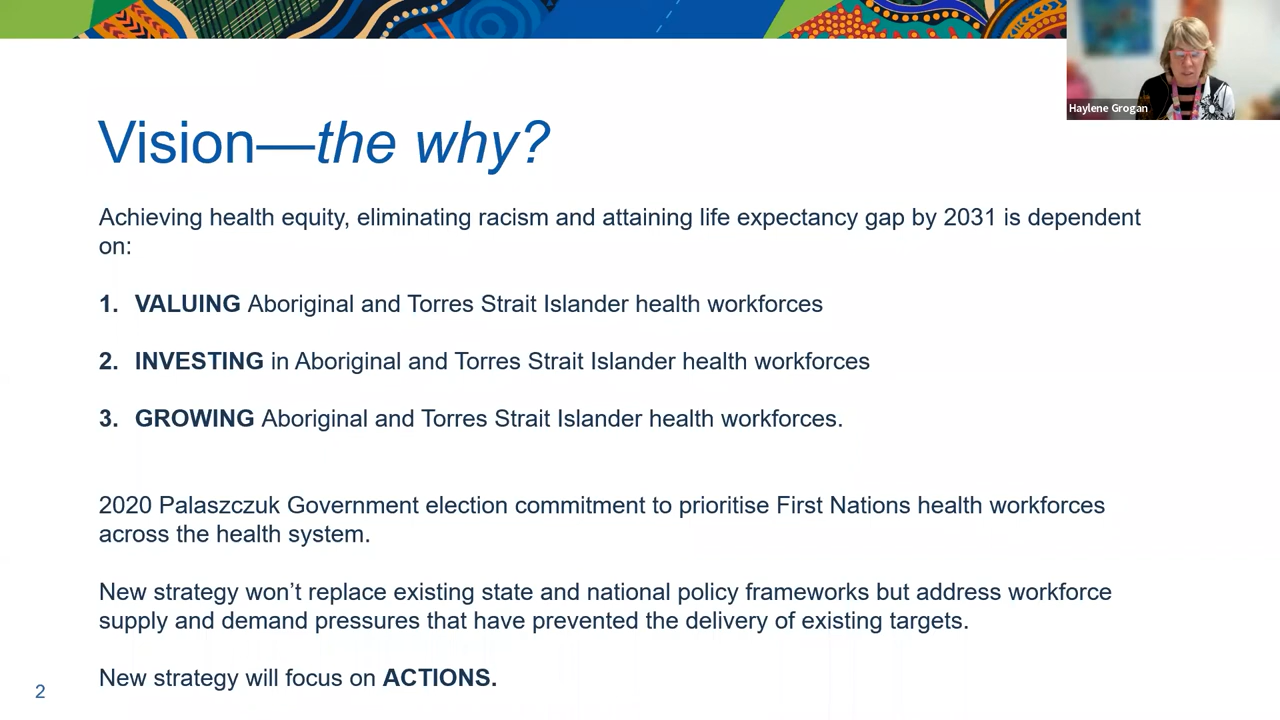 Haylene Grogan
Vision—the why?
Achieving health equity, eliminating racism and attaining life expectancy gap by 2031 is dependent
on:
1. VALUING Aboriginal and Torres Strait Islander health workforces
2. INVESTING in Aboriginal and Torres Strait Islander health workforces
3. GROWING Aboriginal and Torres Strait Islander health workforces.
2020 Palaszczuk Government election commitment to prioritise First Nations health workforces
across the health system.
New strategy won’t replace existing state and national policy frameworks but address workforce
supply and demand pressures that have prevented the delivery of existing targets.
New strategy will focus on ACTIONS.
2